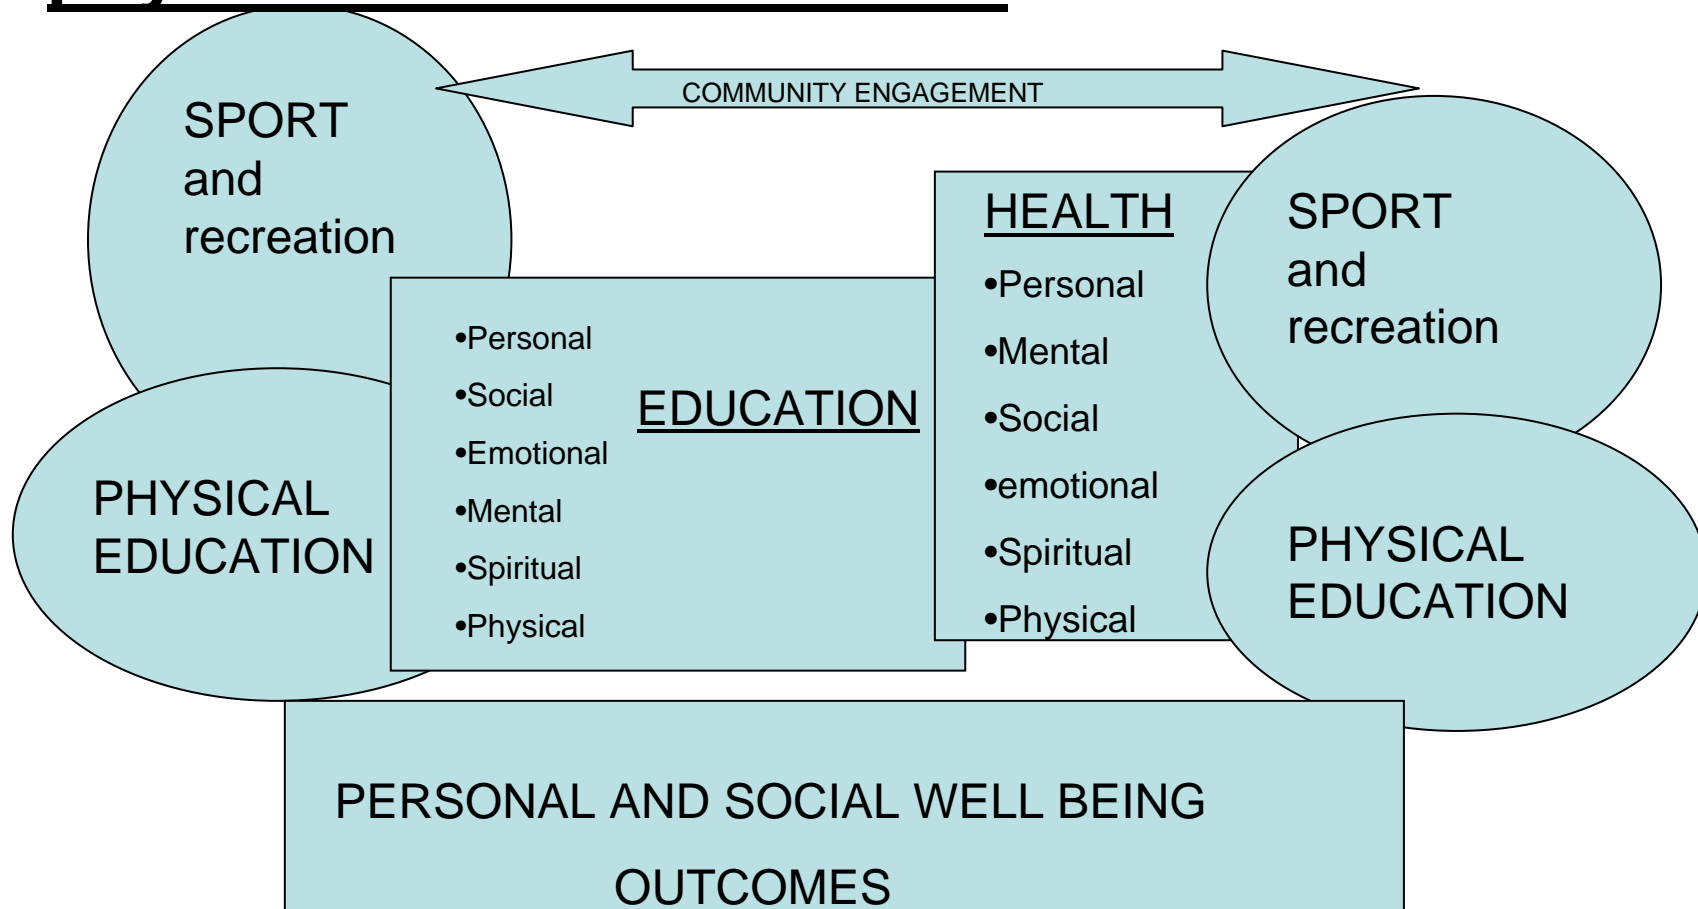 COMMUNITY ENGAGEMENT
SPORT
and
recreation
PHYSICAL
EDUCATION
•Personal
•Social
•Emotional
•Mental
•Spiritual
•Physical
EDUCATION
HEALTH
•Personal
•Mental
•Social
•emotional
•Spiritual
•Physical
SPORT
and
recreation
PHYSICAL
EDUCATION
PERSONAL AND SOCIAL WELL BEING
OUTCOMES